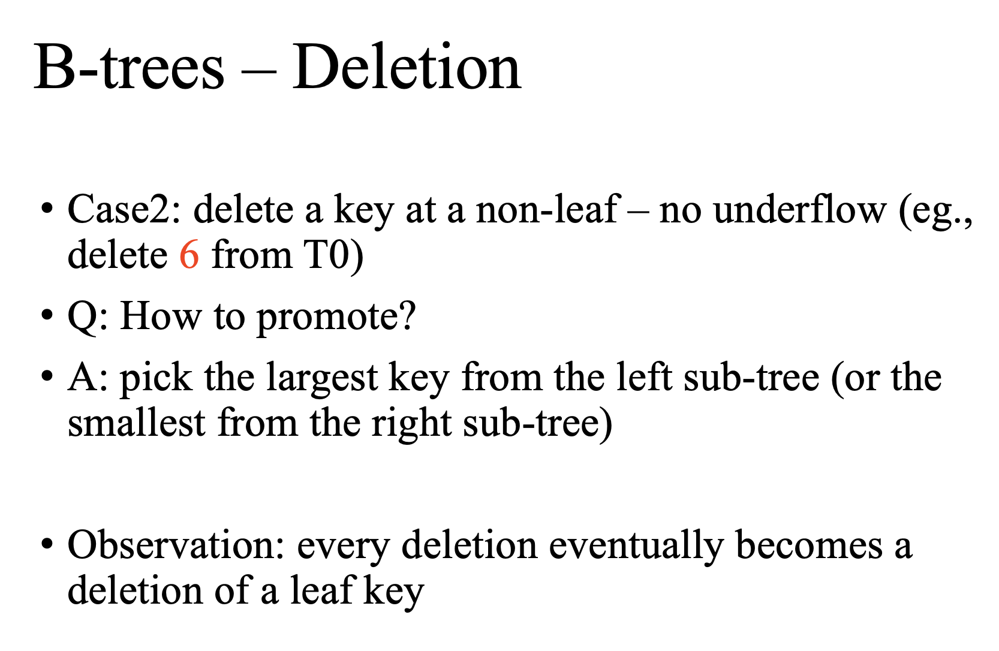 B-trees – Deletion
• Case2: delete a key at a non-leaf – no underflow (eg.,
delete 6 from T0)
• Q: How to promote?
• A: pick the largest key from the left sub-tree (or the
smallest from the right sub-tree)
• Observation: every deletion eventually becomes a
deletion of a leaf key